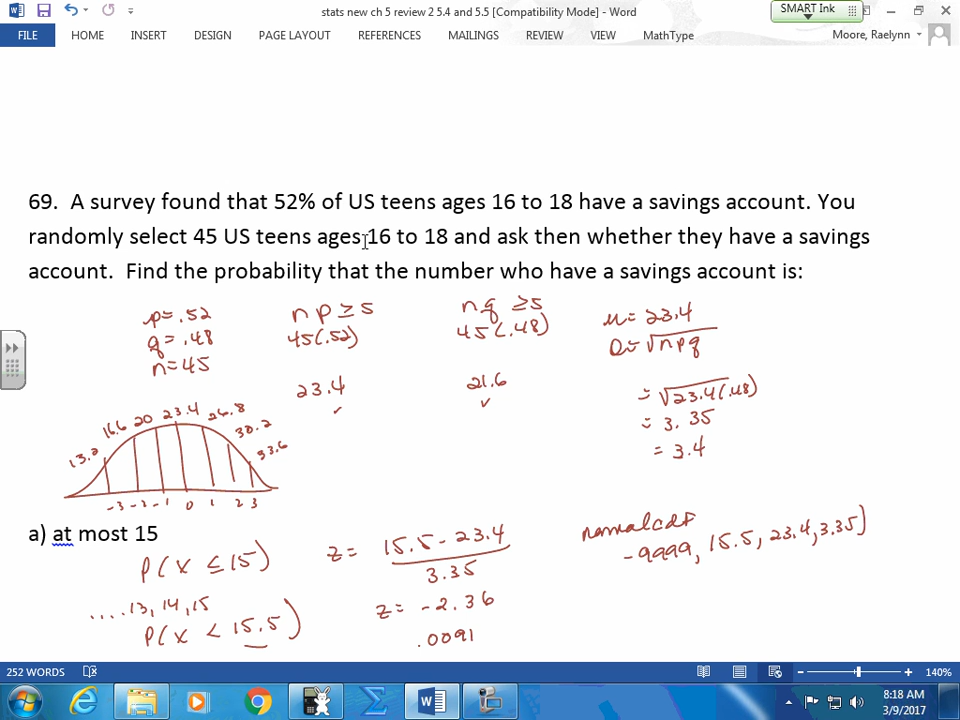 stats new ch 5 review 2 5.4 and 5.5 [Compatibility Mode] - Word
SMART Ink
FILE HOME INSERT DESIGN PAGE LAYOUT REFERENCES MAILINGS REVIEW VIEW MathType Moore, Raelynn
69. A survey found that 52% of US teens ages 16 to 18 have a savings account. You
randomly select 45 US teens ages 16 to 18 and ask then whether they have a savings
account. Find the probability that the number who have a savings account is:
p=.52
q=.48
n=45
np≥5
45(.52)
23.4
✓
nq≥5
45(.48)
21.6
✓
μ=23.4
σ=√npq
=√23.4(.48)
=3.35
=3.4
13.2 16.6 20 23.4 26.8 30.2 33.6
-3 -2 -1 0 1 2 3
a) at most 15
P(x≤15)
....13,14,15
P(x<15.5)
z= 15.5-23.4
3.35
z=-2.36
.0091
normalcdf
-9999, 15.5, 23.4, 3.35)
252 WORDS 140%
8:18 AM
3/9/2017